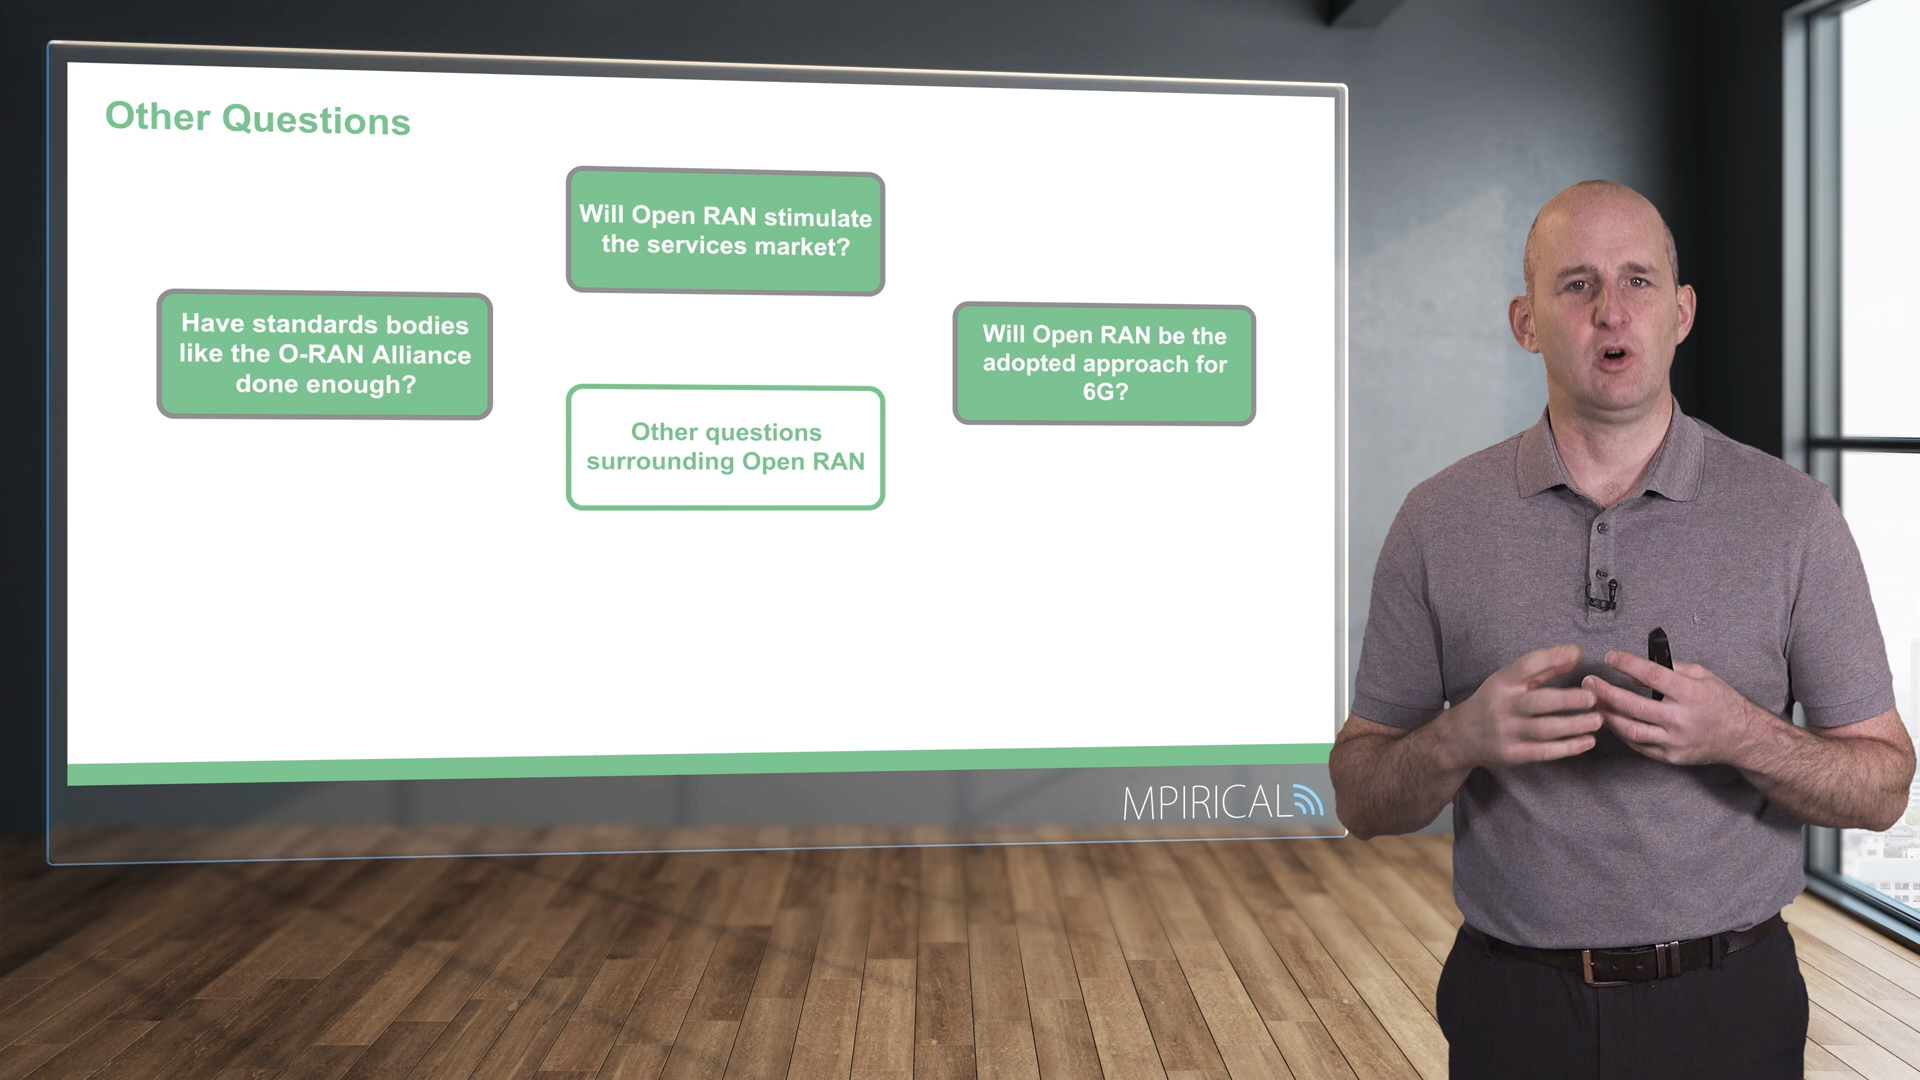 Other Questions
Will Open RAN stimulate
the services market?
Have standards bodies
like the O-RAN Alliance
done enough?
Will Open RAN be the
adopted approach for
6G?
Other questions
surrounding Open RAN
MPIRICAL